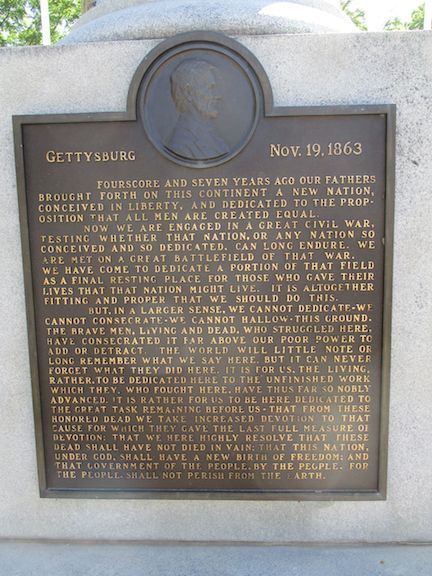 GETTYSBURG NOV. 19, 1863
FOURSCORE AND SEVEN YEARS AGO OUR FATHERS
BROUGHT FORTH ON THIS CONTINENT A NEW NATION,
CONCEIVED IN LIBERTY, AND DEDICATED TO THE PROP-
OSITION THAT ALL MEN ARE CREATED EQUAL.
NOW WE ARE ENGAGED IN A GREAT CIVIL WAR,
TESTING WHETHER THAT NATION, OR ANY NATION SO
CONCEIVED AND SO DEDICATED, CAN LONG ENDURE. WE
ARE MET ON A GREAT BATTLEFIELD OF THAT WAR.
WE HAVE COME TO DEDICATE A PORTION OF THAT FIELD
AS A FINAL RESTING PLACE FOR THOSE WHO GAVE THEIR
LIVES THAT THAT NATION MIGHT LIVE. IT IS ALTOGETHER
FITTING AND PROPER THAT WE SHOULD DO THIS.
BUT, IN A LARGER SENSE, WE CANNOT DEDICATE-WE
CANNOT CONSECRATE-WE CANNOT HALLOW-THIS GROUND.
THE BRAVE MEN, LIVING AND DEAD, WHO STRUGGLED HERE,
HAVE CONSECRATED IT FAR ABOVE OUR POOR POWER TO
ADD OR DETRACT. THE WORLD WILL LITTLE NOTE OR
LONG REMEMBER WHAT WE SAY HERE, BUT IT CAN NEVER
FORGET WHAT THEY DID HERE. IT IS FOR US, THE LIVING,
RATHER, TO BE DEDICATED HERE TO THE UNFINISHED WORK
WHICH THEY, WHO FOUGHT HERE, HAVE THUS FAR SO NOBLY
ADVANCED. IT IS RATHER FOR US TO BE HERE DEDICATED TO
THE GREAT TASK REMAINING BEFORE US-THAT FROM THESE
HONORED DEAD WE TAKE INCREASED DEVOTION TO THAT
CAUSE FOR WHICH THEY GAVE THE LAST FULL MEASURE OF
DEVOTION; THAT WE HERE HIGHLY RESOLVE THAT THESE
DEAD SHALL HAVE NOT DIED IN VAIN; THAT THIS NATION,
UNDER GOD, SHALL HAVE A NEW BIRTH OF FREEDOM; AND
THAT GOVERNMENT OF THE PEOPLE, BY THE PEOPLE, FOR
THE PEOPLE, SHALL NOT PERISH FROM THE EARTH.